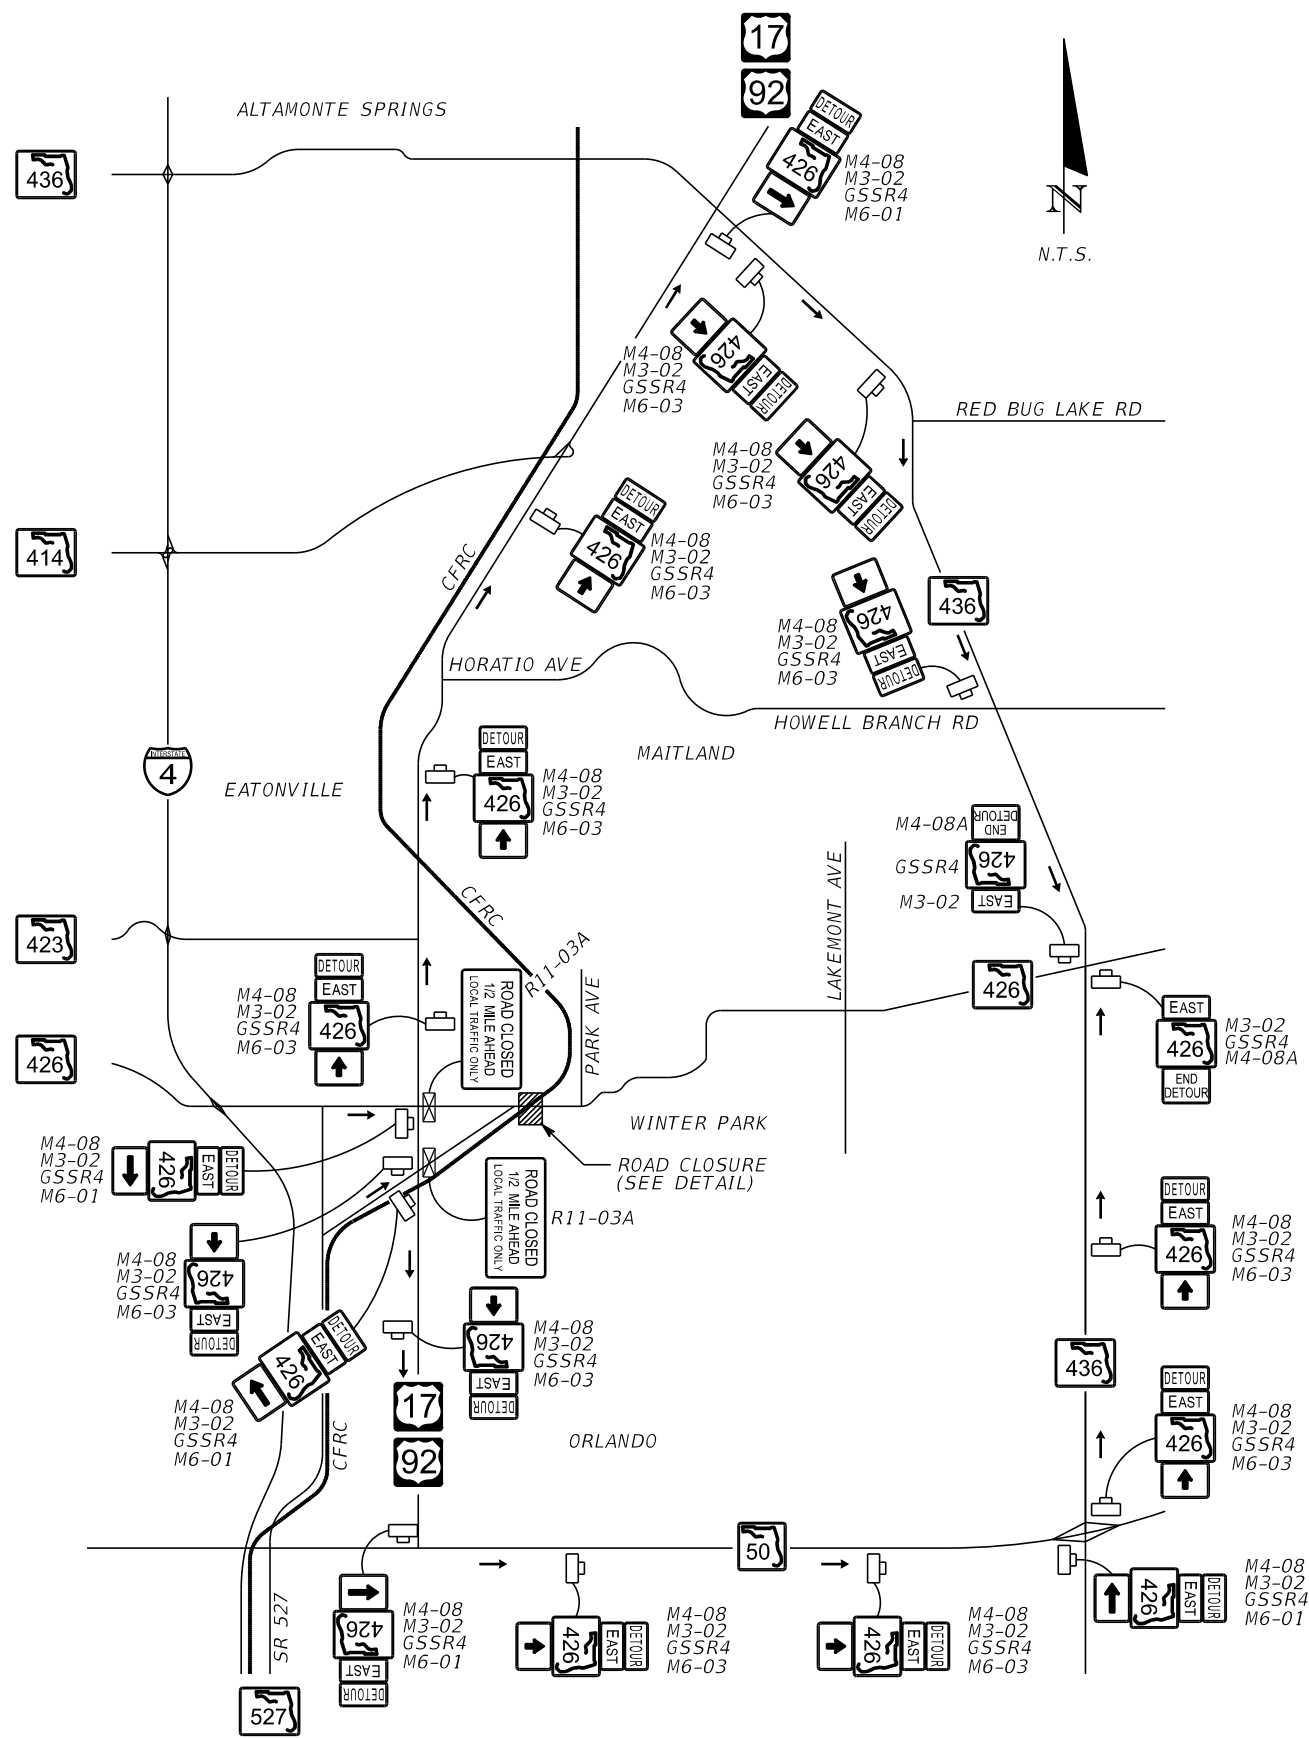 17
92
ALTAMONTE SPRINGS
436
DETOUR
EAST
426
M4-08
M3-02
GSSR4
M6-01
N
N.T.S.
M4-08
M3-02
GSSR4
M6-03
426
EAST
DETOUR
RED BUG LAKE RD
M4-08
M3-02
GSSR4
M6-03
426
EAST
DETOUR
414
CFRC
DETOUR
EAST
426
M4-08
M3-02
GSSR4
M6-03
436
M4-08
M3-02
GSSR4
M6-03
426
EAST
DETOUR
HORATIO AVE
HOWELL BRANCH RD
MAITLAND
INTERSTATE
4
EATONVILLE
DETOUR
EAST
426
M4-08
M3-02
GSSR4
M6-03
M4-08A
GSSR4
M3-02
END
DETOUR
426
EAST
LAKEMONT AVE
CFRC
423
R11-03A
PARK AVE
426
DETOUR
EAST
426
M4-08
M3-02
GSSR4
M6-03
ROAD CLOSED
1/2 MILE AHEAD
LOCAL TRAFFIC ONLY
EAST
426
END
DETOUR
M3-02
GSSR4
M4-08A
426
WINTER PARK
ROAD CLOSURE
(SEE DETAIL)
M4-08
M3-02
GSSR4
M6-01
426
EAST
DETOUR
ROAD CLOSED
1/2 MILE AHEAD
LOCAL TRAFFIC ONLY
R11-03A
DETOUR
EAST
426
M4-08
M3-02
GSSR4
M6-03
M4-08
M3-02
GSSR4
M6-03
426
EAST
DETOUR
426
EAST
DETOUR
M4-08
M3-02
GSSR4
M6-03
436
DETOUR
EAST
426
M4-08
M3-02
GSSR4
M6-01
17
92
CFRC
ORLANDO
DETOUR
EAST
426
M4-08
M3-02
GSSR4
M6-03
50
SR 527
426
EAST
DETOUR
M4-08
M3-02
GSSR4
M6-01
426
EAST
DETOUR
M4-08
M3-02
GSSR4
M6-03
426
EAST
DETOUR
M4-08
M3-02
GSSR4
M6-03
426
EAST
DETOUR
M4-08
M3-02
GSSR4
M6-01
527